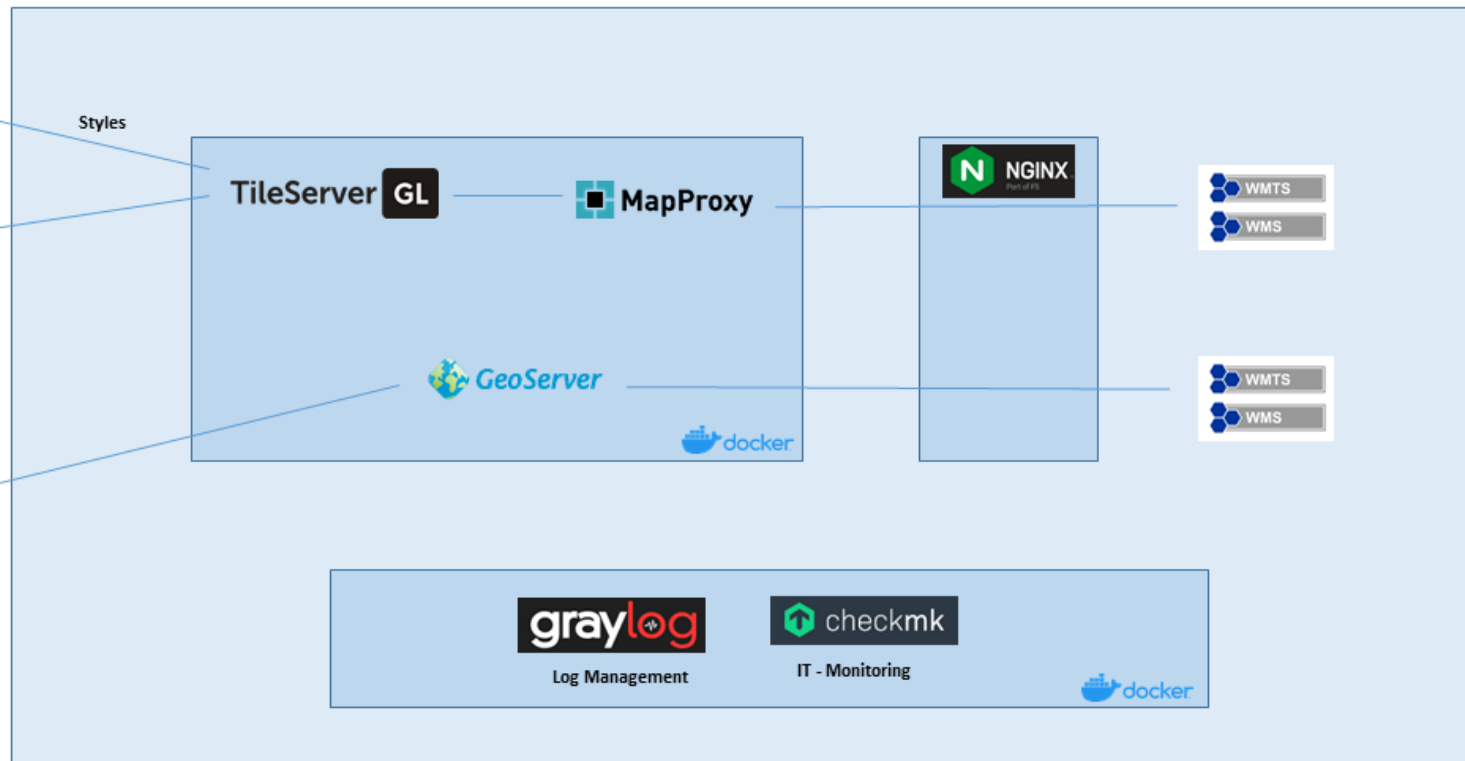 Styles
TileServer GL
MapProxy
NGINX
Part of F5
WMTS
WMS
GeoServer
WMTS
WMS
docker
graylog
checkmk
Log Management
IT - Monitoring
docker